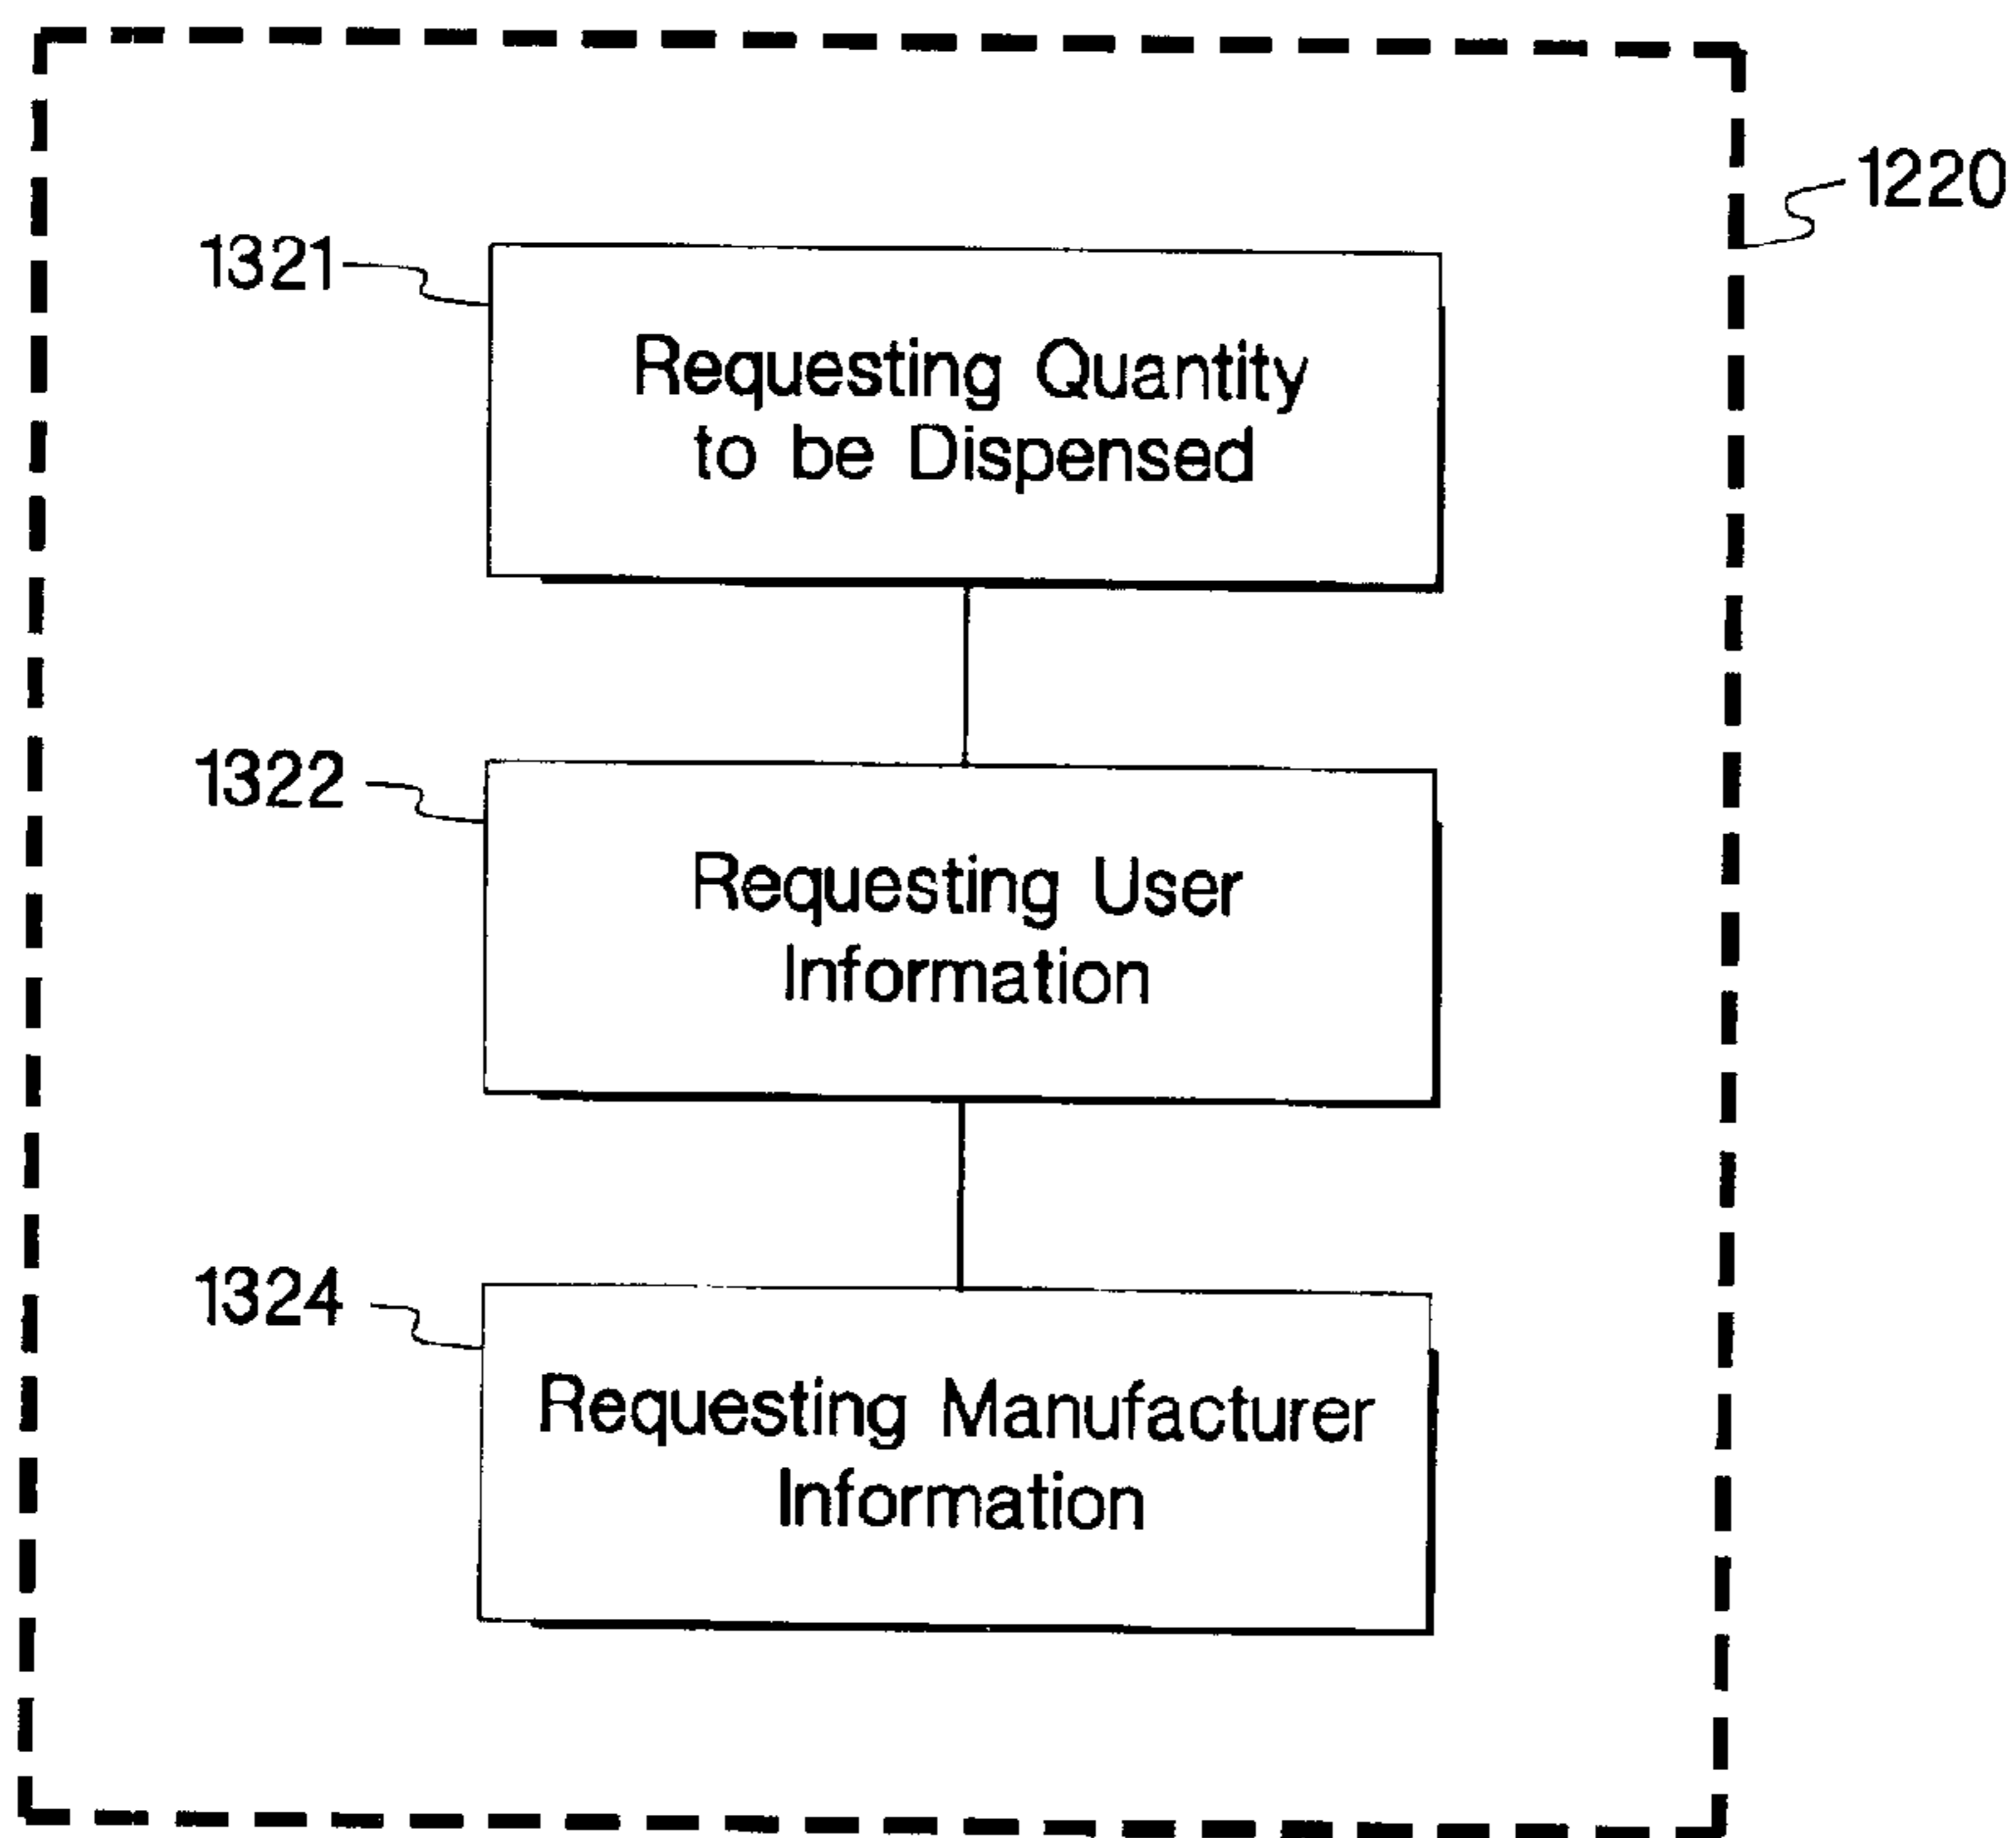 1220
1321
Requesting Quantity
to be Dispensed
1322
Requesting User
Information
1324
Requesting Manufacturer
Information